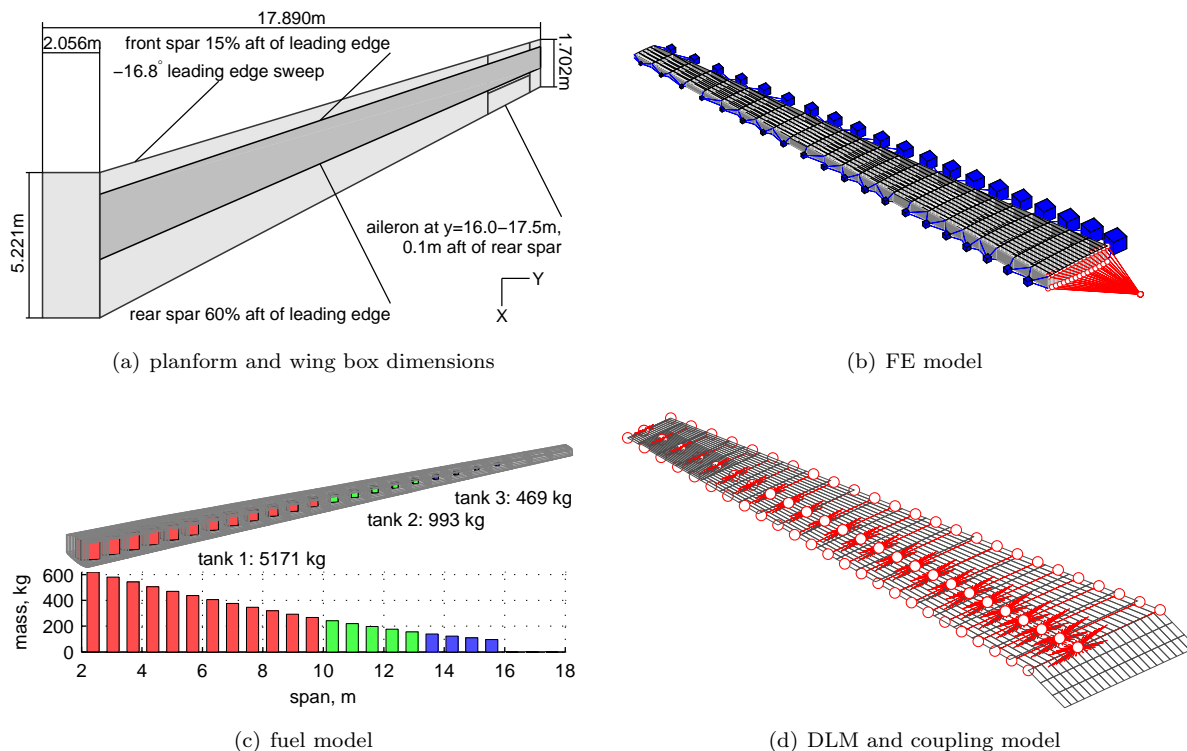 17.890m
2.056m
front spar 15% aft of leading edge
−16.8° leading edge sweep
1.702m
5.221m
aileron at y=16.0−17.5m,
0.1m aft of rear spar
Y
X
rear spar 60% aft of leading edge
(a) planform and wing box dimensions
(b) FE model
tank 3: 469 kg
tank 2: 993 kg
tank 1: 5171 kg
600
400
200
0
mass, kg
2 4 6 8 10 12 14 16 18
span, m
(c) fuel model
(d) DLM and coupling model